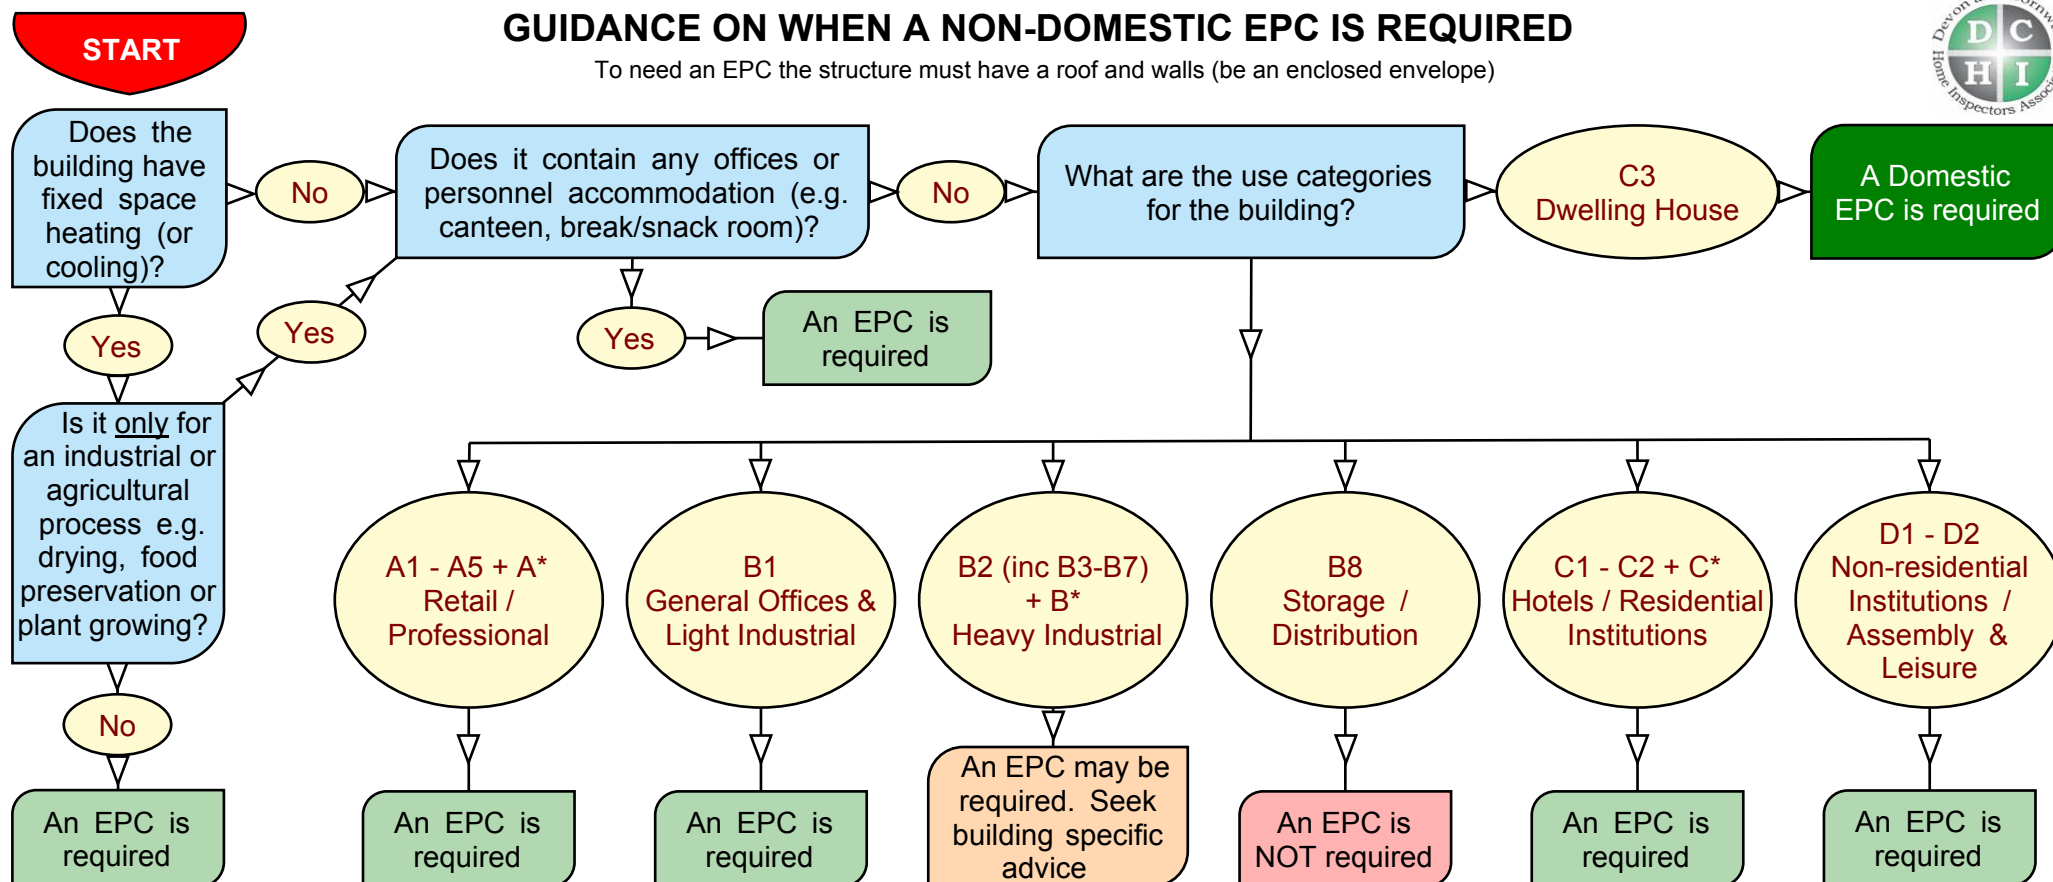 START
GUIDANCE ON WHEN A NON-DOMESTIC EPC IS REQUIRED
To need an EPC the structure must have a roof and walls (be an enclosed envelope)
Devon
D C
H I
Home Inspectors
Does the
building have
fixed space
heating (or
cooling)?
No
Does it contain any offices or
personnel accommodation (e.g.
canteen, break/snack room)?
No
What are the use categories
for the building?
C3
Dwelling House
A Domestic
EPC is required
Yes
Yes
Yes
An EPC is
required
Is it only for
an industrial or
agricultural
process e.g.
drying, food
preservation or
plant growing?
No
An EPC is
required
A1 - A5 + A*
Retail /
Professional
An EPC is
required
B1
General Offices &
Light Industrial
An EPC is
required
B2 (inc B3-B7)
+ B*
Heavy Industrial
An EPC may be
required. Seek
building specific
advice
B8
Storage /
Distribution
An EPC is
NOT required
C1 - C2 + C*
Hotels / Residential
Institutions
An EPC is
required
D1 - D2
Non-residential
Institutions /
Assembly &
Leisure
An EPC is
required